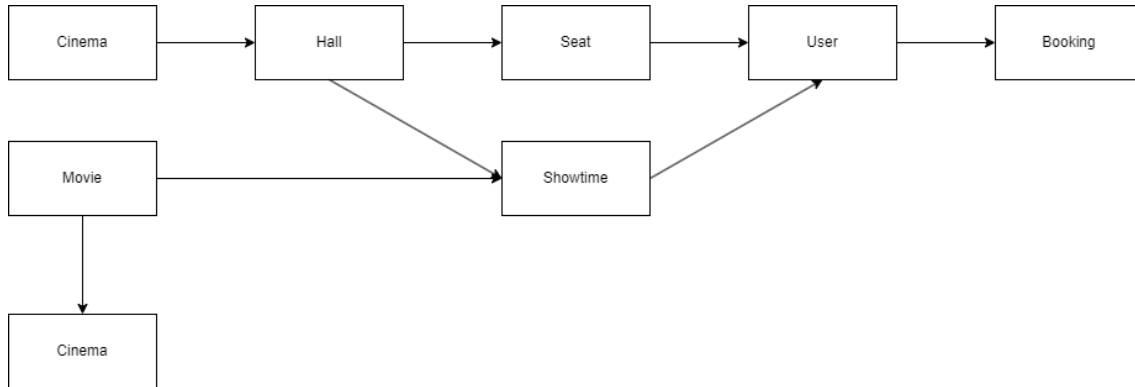 Cinema
Hall
Seat
User
Booking
Movie
Showtime
Cinema